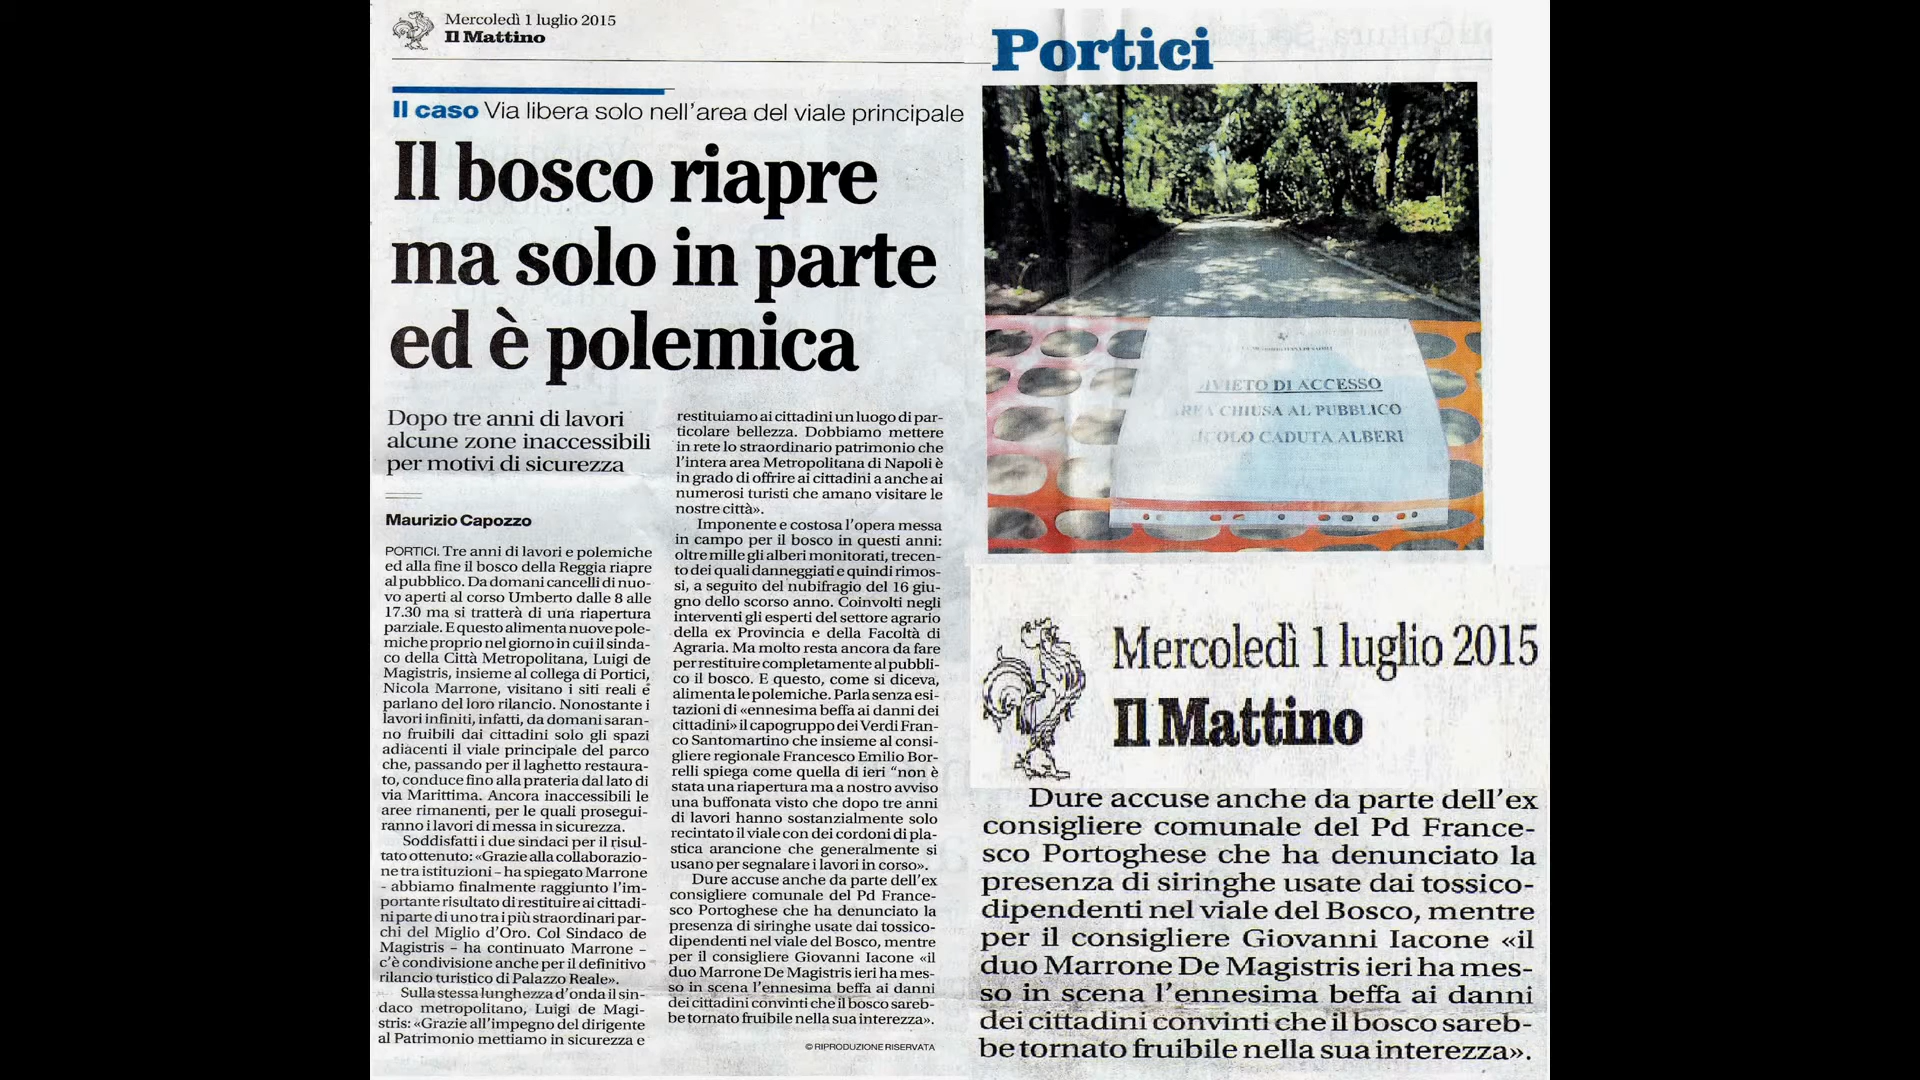 Mercoledì 1 luglio 2015
Il Mattino
Il caso Via libera solo nell'area del viale principale
Il bosco riapre
ma solo in parte
ed è polemica
Dopo tre anni di lavori
alcune zone inaccessibili
per motivi di sicurezza
Maurizio Capozzo
PORTICI. Tre anni di lavori e polemiche
ed alla fine il bosco della Reggia riapre
al pubblico. Da domani cancelli di nuo-
vo aperti al corso Umberto dalle 8 alle
17.30 ma si tratterà di una riapertura
parziale. E questo alimenta nuove pole-
miche proprio nel giorno in cui il sinda-
co della Città Metropolitana, Luigi de
Magistris, insieme al collega di Portici,
Nicola Marrone, visitano i siti reali e
parlano del loro rilancio. Nonostante i
lavori infiniti, infatti, da domani saran-
no fruibili dai cittadini solo gli spazi
adiacenti il viale principale del parco
che, passando per il laghetto restaura-
to, conduce fino alla prateria dal lato di
via Marittima. Ancora inaccessibili le
aree rimanenti, per le quali prosegui-
ranno i lavori di messa in sicurezza.
Soddisfatti i due sindaci per il risul-
tato ottenuto: «Grazie alla collaborazio-
ne tra istituzioni – ha spiegato Marrone
- abbiamo finalmente raggiunto l'im-
portante risultato di restituire ai cittadi-
ni parte di uno tra i più straordinari par-
chi del Miglio d'Oro. Col Sindaco de
Magistris – ha continuato Marrone –
c'è condivisione anche per il definitivo
rilancio turistico di Palazzo Reale».
Sulla stessa lunghezza d'onda il sin-
daco metropolitano, Luigi de Magi-
stris: «Grazie all'impegno del dirigente
al Patrimonio mettiamo in sicurezza e
restituiamo ai cittadini un luogo di par-
ticolare bellezza. Dobbiamo mettere
in rete lo straordinario patrimonio che
l'intera area Metropolitana di Napoli è
in grado di offrire ai cittadini a anche ai
numerosi turisti che amano visitare le
nostre città».
Imponente e costosa l'opera messa
in campo per il bosco in questi anni:
oltre mille gli alberi monitorati, trecen-
to dei quali danneggiati e quindi rimos-
si, a seguito del nubifragio del 16 giu-
gno dello scorso anno. Coinvolti negli
interventi gli esperti del settore agrario
della ex Provincia e della Facoltà di
Agraria. Ma molto resta ancora da fare
per restituire completamente al pubbli-
co il bosco. E questo, come si diceva,
alimenta le polemiche. Parla senza esi-
tazioni di «ennesima beffa ai danni dei
cittadini» il capogruppo dei Verdi Fran-
co Santomartino che insieme al consi-
gliere regionale Francesco Emilio Bor-
relli spiega come quella di ieri "non è
stata una riapertura ma a nostro avviso
una buffonata visto che dopo tre anni
di lavori hanno sostanzialmente solo
recintato il viale con dei cordoni di pla-
stica arancione che generalmente si
usano per segnalare i lavori in corso».
Dure accuse anche da parte dell'ex
consigliere comunale del Pd France-
sco Portoghese che ha denunciato la
presenza di siringhe usate dai tossico-
dipendenti nel viale del Bosco, mentre
per il consigliere Giovanni Iacone «il
duo Marrone De Magistris ieri ha mes-
so in scena l'ennesima beffa ai danni
dei cittadini convinti che il bosco sareb-
be tornato fruibile nella sua interezza».
© RIPRODUZIONE RISERVATA
Portici
DIVIETO DI ACCESSO
AREA CHIUSA AL PUBBLICO
PERICOLO CADUTA ALBERI
Mercoledì 1 luglio 2015
Il Mattino
Dure accuse anche da parte dell'ex
consigliere comunale del Pd France-
sco Portoghese che ha denunciato la
presenza di siringhe usate dai tossico-
dipendenti nel viale del Bosco, mentre
per il consigliere Giovanni Iacone «il
duo Marrone De Magistris ieri ha mes-
so in scena l'ennesima beffa ai danni
dei cittadini convinti che il bosco sareb-
be tornato fruibile nella sua interezza».